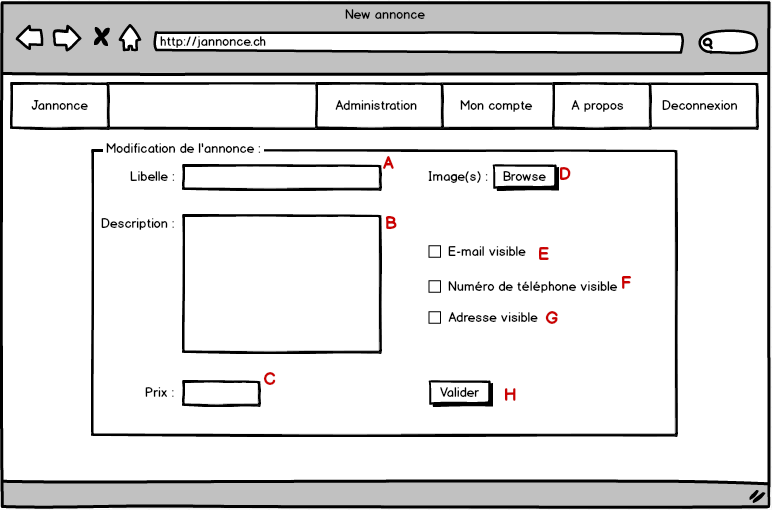 New annonce
http://jannonce.ch
Jannonce Administration Mon compte A propos Deconnexion
Modification de l'annonce :
Libelle : A Image(s) : Browse D
Description : B
E-mail visible E
Numéro de téléphone visible F
Adresse visible G
Prix : C Valider H